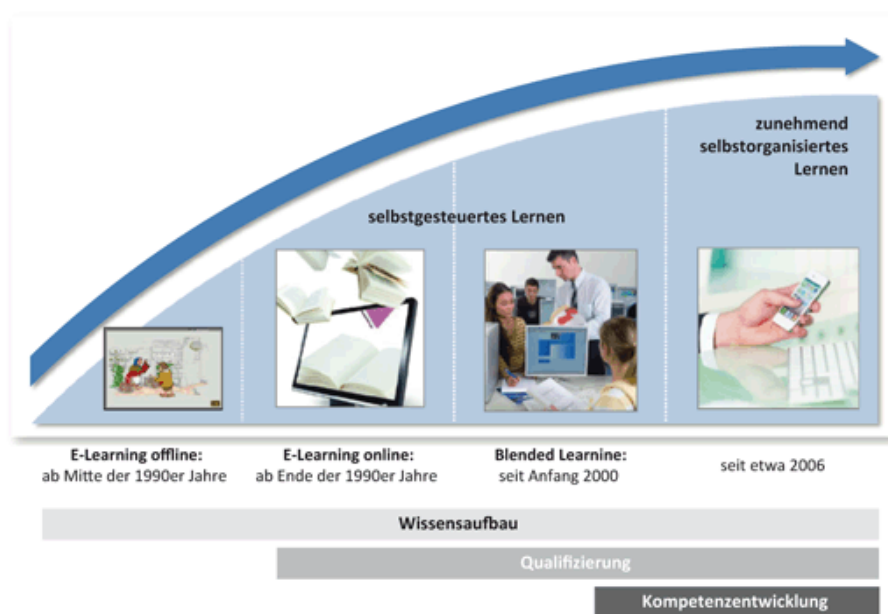 zunehmend
selbstorganisiertes
Lernen
selbstgesteuertes Lernen
E-Learning offline:
ab Mitte der 1990er Jahre
E-Learning online:
ab Ende der 1990er Jahre
Blended Learnine:
seit Anfang 2000
seit etwa 2006
Wissensaufbau
Qualifizierung
Kompetenzentwicklung